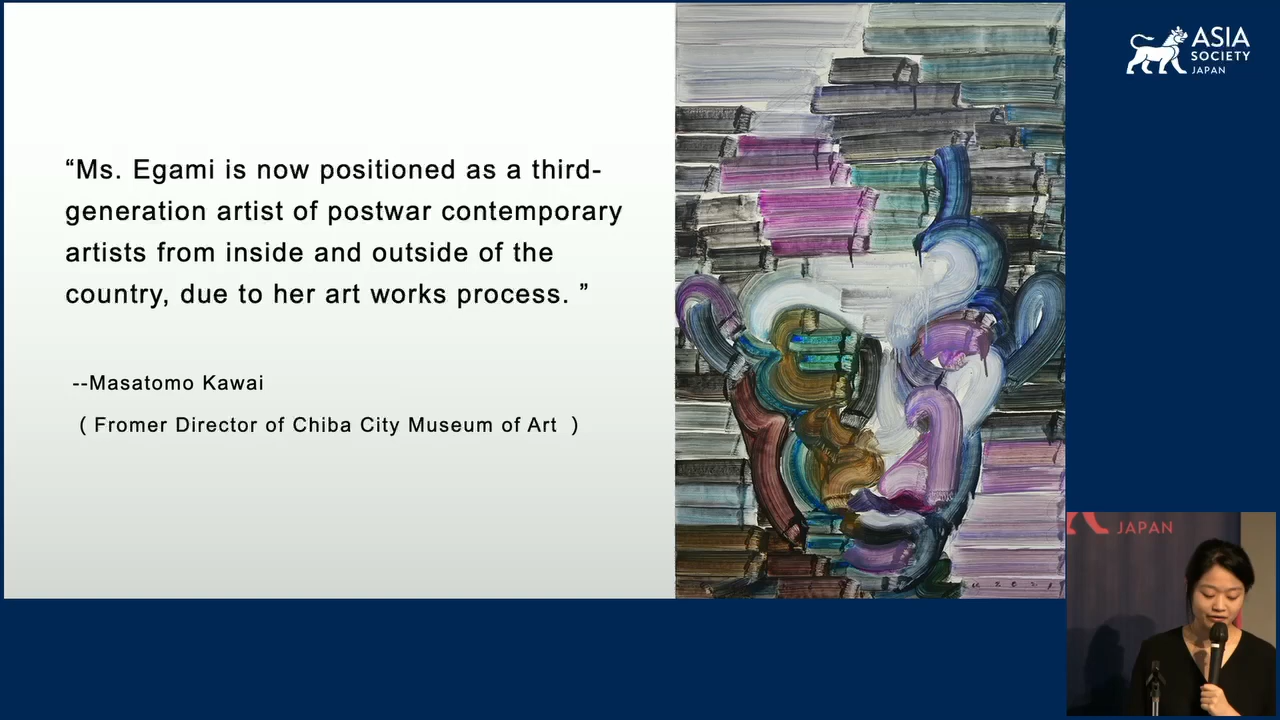 “Ms. Egami is now positioned as a third-
generation artist of postwar contemporary
artists from inside and outside of the
country, due to her art works process. ”
--Masatomo Kawai
( Fromer Director of Chiba City Museum of Art )
ASIA
SOCIETY
JAPAN
JAPAN